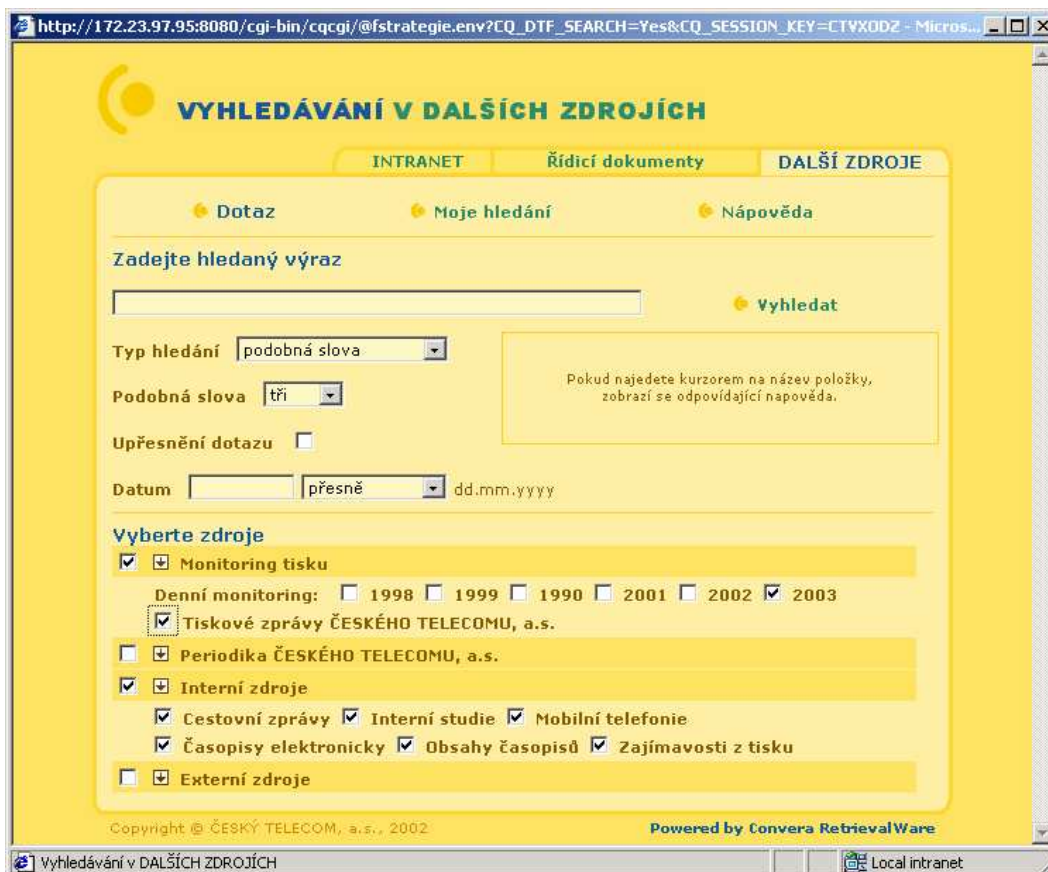 http://172.23.97.95:8080/cgi-bin/cqcgi/@fstrategie.env?CQ_DTF_SEARCH=Yes&CQ_SESSION_KEY=CTVXODZ - Micros...
VYHLEDÁVÁNÍ V DALŠÍCH ZDROJÍCH
INTRANET Řídicí dokumenty DALŠÍ ZDROJE
Dotaz Moje hledání Nápověda
Zadejte hledaný výraz
Vyhledat
Typ hledání podobná slova
Pokud najedete kurzorem na název položky,
zobrazí se odpovídající napověda.
Podobná slova tři
Upřesnění dotazu
Datum přesně dd.mm.yyyy
Vyberte zdroje
Monitoring tisku
Denní monitoring: 1998 1999 1990 2001 2002 2003
Tiskové zprávy ČESKÉHO TELECOMU, a.s.
Periodika ČESKÉHO TELECOMU, a.s.
Interní zdroje
Cestovní zprávy Interní studie Mobilní telefonie
Časopisy elektronicky Obsahy časopisů Zajímavosti z tisku
Externí zdroje
Copyright @ ČESKÝ TELECOM, a.s., 2002 Powered by Convera RetrievalWare
Vyhledávání v DALŠÍCH ZDROJÍCH Local intranet